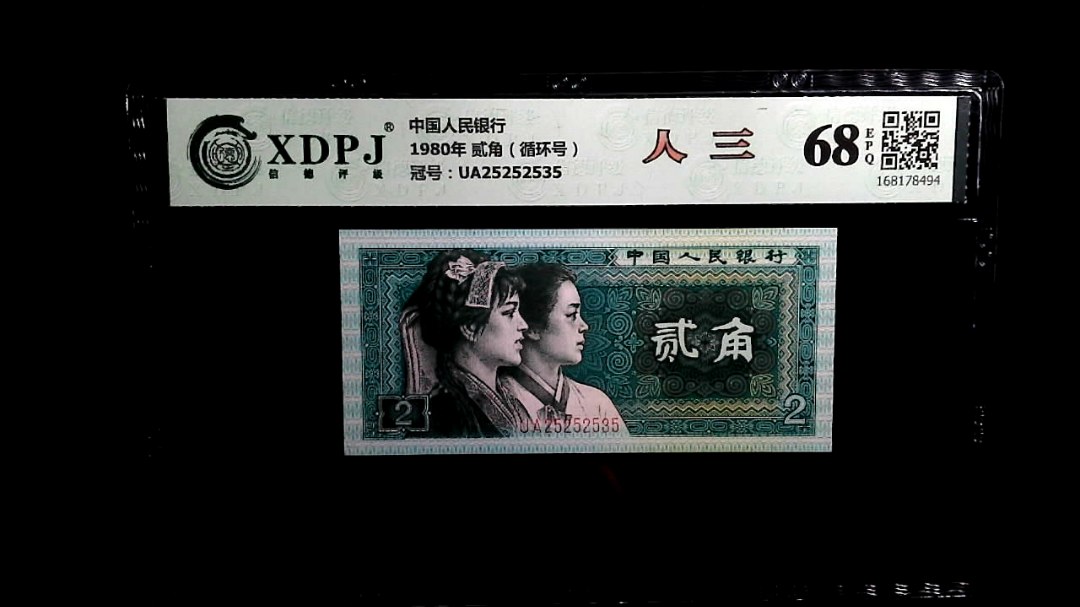 XDPJ®
信德评级
中国人民银行
1980年 贰角（循环号）
冠号：UA25252535
人三
68
EPQ
168178494
中国人民银行
贰角
2
2
UA25252535